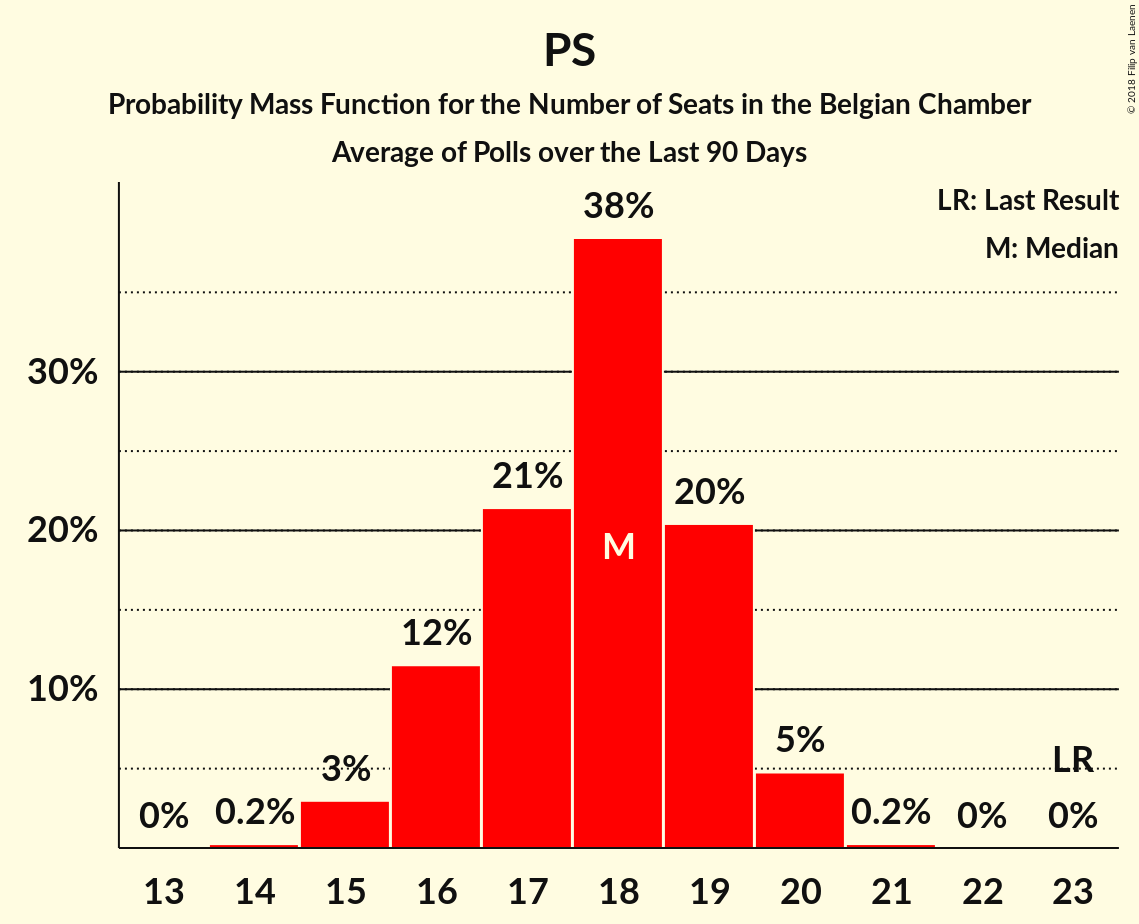 PS
Probability Mass Function for the Number of Seats in the Belgian Chamber
Average of Polls over the Last 90 Days
© 2018 Filip van Laenen
LR: Last Result
M: Median
38%
30%
21%
20%
20%
M
12%
10%
5%
3%
LR
0%
0.2%
0.2%
0%
0%
13 14 15 16 17 18 19 20 21 22 23